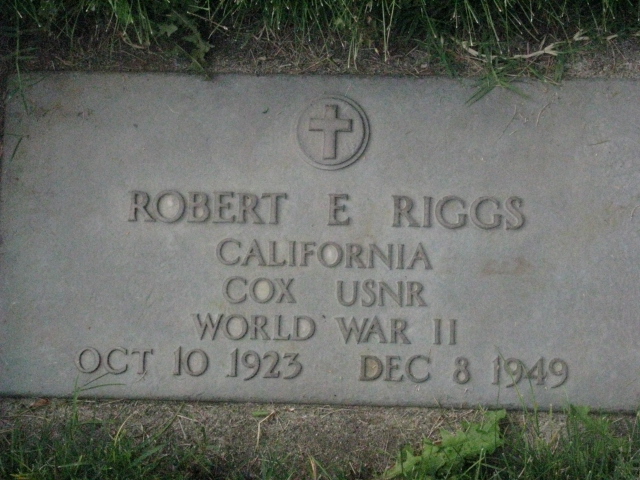 ROBERT E RIGGS
CALIFORNIA
COX USNR
WORLD WAR II
OCT 10 1923 DEC 8 1949